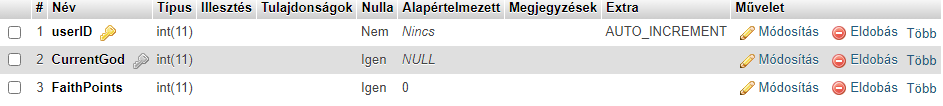 # Név Típus Illesztés Tulajdonságok Nulla Alapértelmezett Megjegyzések Extra Művelet
1 userID int(11) Nem Nincs AUTO_INCREMENT Módosítás Eldobás Több
2 CurrentGod int(11) Igen NULL Módosítás Eldobás Több
3 FaithPoints int(11) Igen 0 Módosítás Eldobás Több